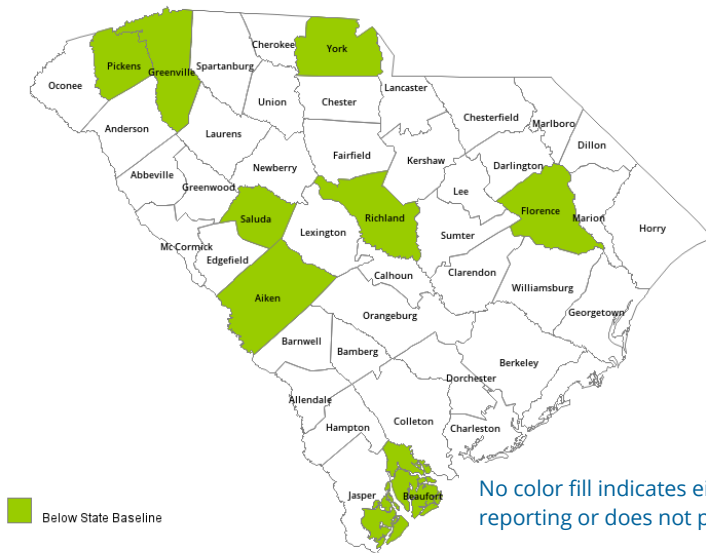 York
Cherokee
Pickens
Greenville
Spartanburg
Oconee
Lancaster
Union
Chester
Chesterfield
Marlboro
Anderson
Laurens
Dillon
Fairfield
Kershaw
Darlington
Newberry
Abbeville
Greenwood
Lee
Florence
Saluda
Richland
Marion
Horry
Lexington
Sumter
Mc Cormick
Edgefield
Calhoun
Clarendon
Williamsburg
Aiken
Georgetown
Orangeburg
Barnwell
Bamberg
Berkeley
Dorchester
Allendale
Colleton
Hampton
Charleston
Jasper
Beaufort
No color fill indicates
reporting or does not
Below State Baseline